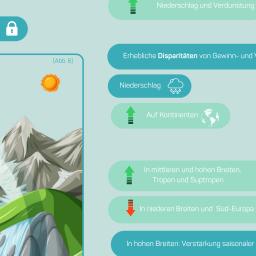 Niederschlag und Verdunstung
(Abb. 8)
Erhebliche Disparitäten von Gewinn- und
Niederschlag
Auf Kontinenten
In mittleren und hohen Breiten,
Tropen und Suptropen
In niederen Breiten und Süd-Europa
In hohen Breiten: Verstärkung saisonaler